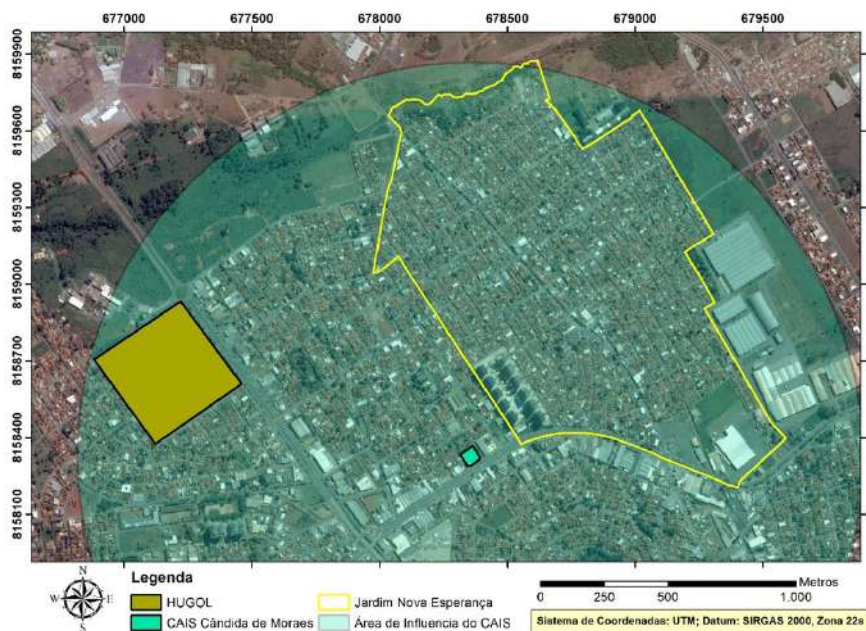 677000 677500 678000 678500 679000 679500
8159900
8159600
8159300
8159000
8158700
8158400
8158100
N
W E
S
Legenda
HUGOL
Jardim Nova Esperança
CAIS Cândida de Moraes
Área de Influencia do CAIS
Metros
0 250 500 1.000
Sistema de Coordenadas: UTM; Datum: SIRGAS 2000, Zona 22s